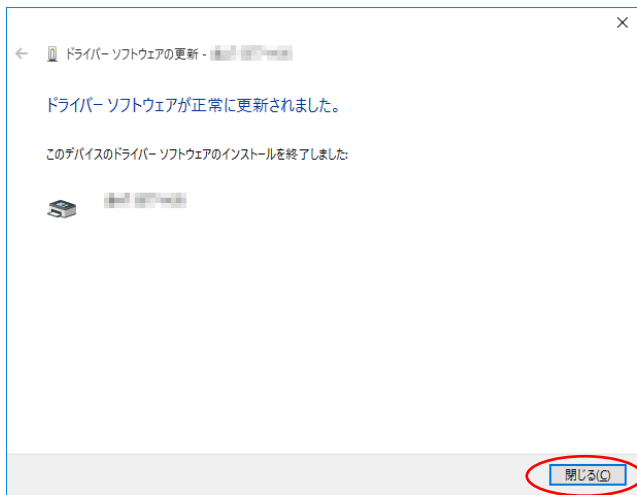 ドライバー ソフトウェアの更新 -
ドライバー ソフトウェアが正常に更新されました。
このデバイスのドライバー ソフトウェアのインストールを終了しました:
閉じる(C)